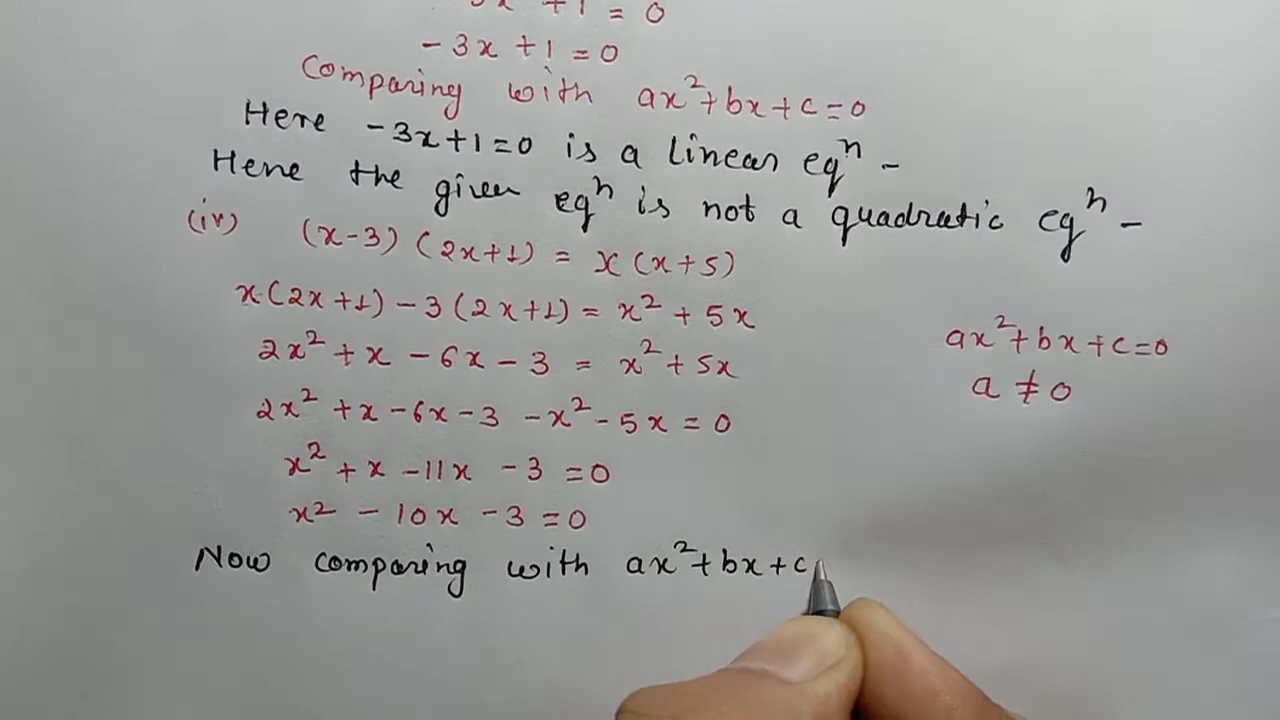 +1 = 0
-3x +1 = 0
Comparing with ax²+bx+c=0
Here -3x+1=0 is a linear eqⁿ -
Hene the given eqⁿ is not a quadratic eqⁿ -
(iv) (x-3) (2x+1) = x(x+5)
x(2x+1) - 3(2x+1) = x² + 5x
2x² + x - 6x - 3 = x² + 5x
2x² + x - 6x - 3 - x² - 5x = 0
x² + x - 11x - 3 = 0
x² - 10x - 3 = 0
Now comparing with ax²+bx+c
ax²+bx+c=0
a ≠ 0